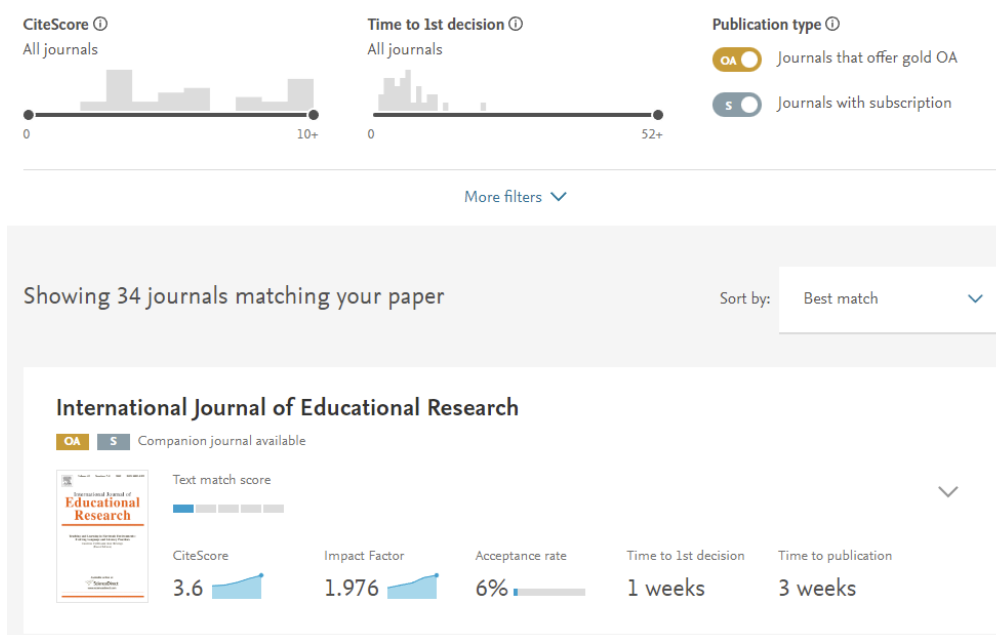 CiteScore
Time to 1st decision
Publication type
All journals
All journals
OA Journals that offer gold OA
S Journals with subscription
0 10+
0 52+
More filters
Showing 34 journals matching your paper
Sort by: Best match
International Journal of Educational Research
OA S Companion journal available
International Journal of
Educational
Research
Text match score
CiteScore Impact Factor Acceptance rate Time to 1st decision Time to publication
3.6 1.976 6% 1 weeks 3 weeks